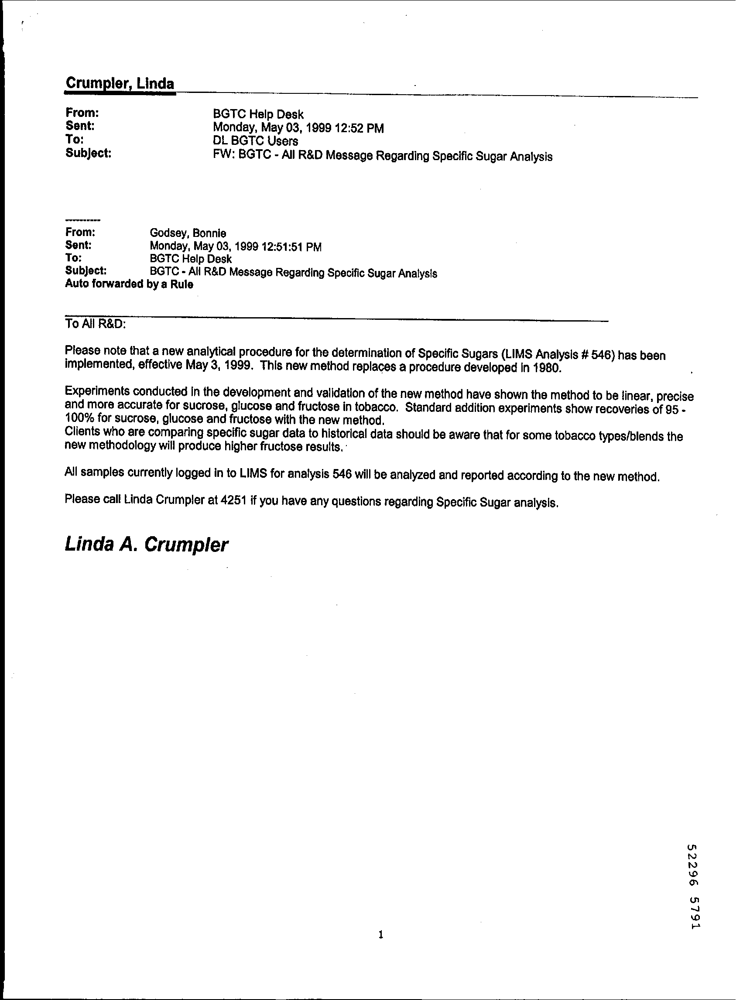 Crumpler, Linda
From: BGTC Help Desk
Sent: Monday, May 03, 1999 12:52 PM
To: DL BGTC Users
Subject: FW: BGTC - All R&D Message Regarding Specific Sugar Analysis
----------
From: Godsey, Bonnie
Sent: Monday, May 03, 1999 12:51:51 PM
To: BGTC Help Desk
Subject: BGTC - All R&D Message Regarding Specific Sugar Analysis
Auto forwarded by a Rule
To All R&D:
Please note that a new analytical procedure for the determination of Specific Sugars (LIMS Analysis # 546) has been
implemented, effective May 3, 1999. This new method replaces a procedure developed in 1980.
Experiments conducted in the development and validation of the new method have shown the method to be linear, precise
and more accurate for sucrose, glucose and fructose in tobacco. Standard addition experiments show recoveries of 95 -
100% for sucrose, glucose and fructose with the new method.
Clients who are comparing specific sugar data to historical data should be aware that for some tobacco types/blends the
new methodology will produce higher fructose results.
All samples currently logged in to LIMS for analysis 546 will be analyzed and reported according to the new method.
Please call Linda Crumpler at 4251 if you have any questions regarding Specific Sugar analysis.
Linda A. Crumpler
52296 5791
1